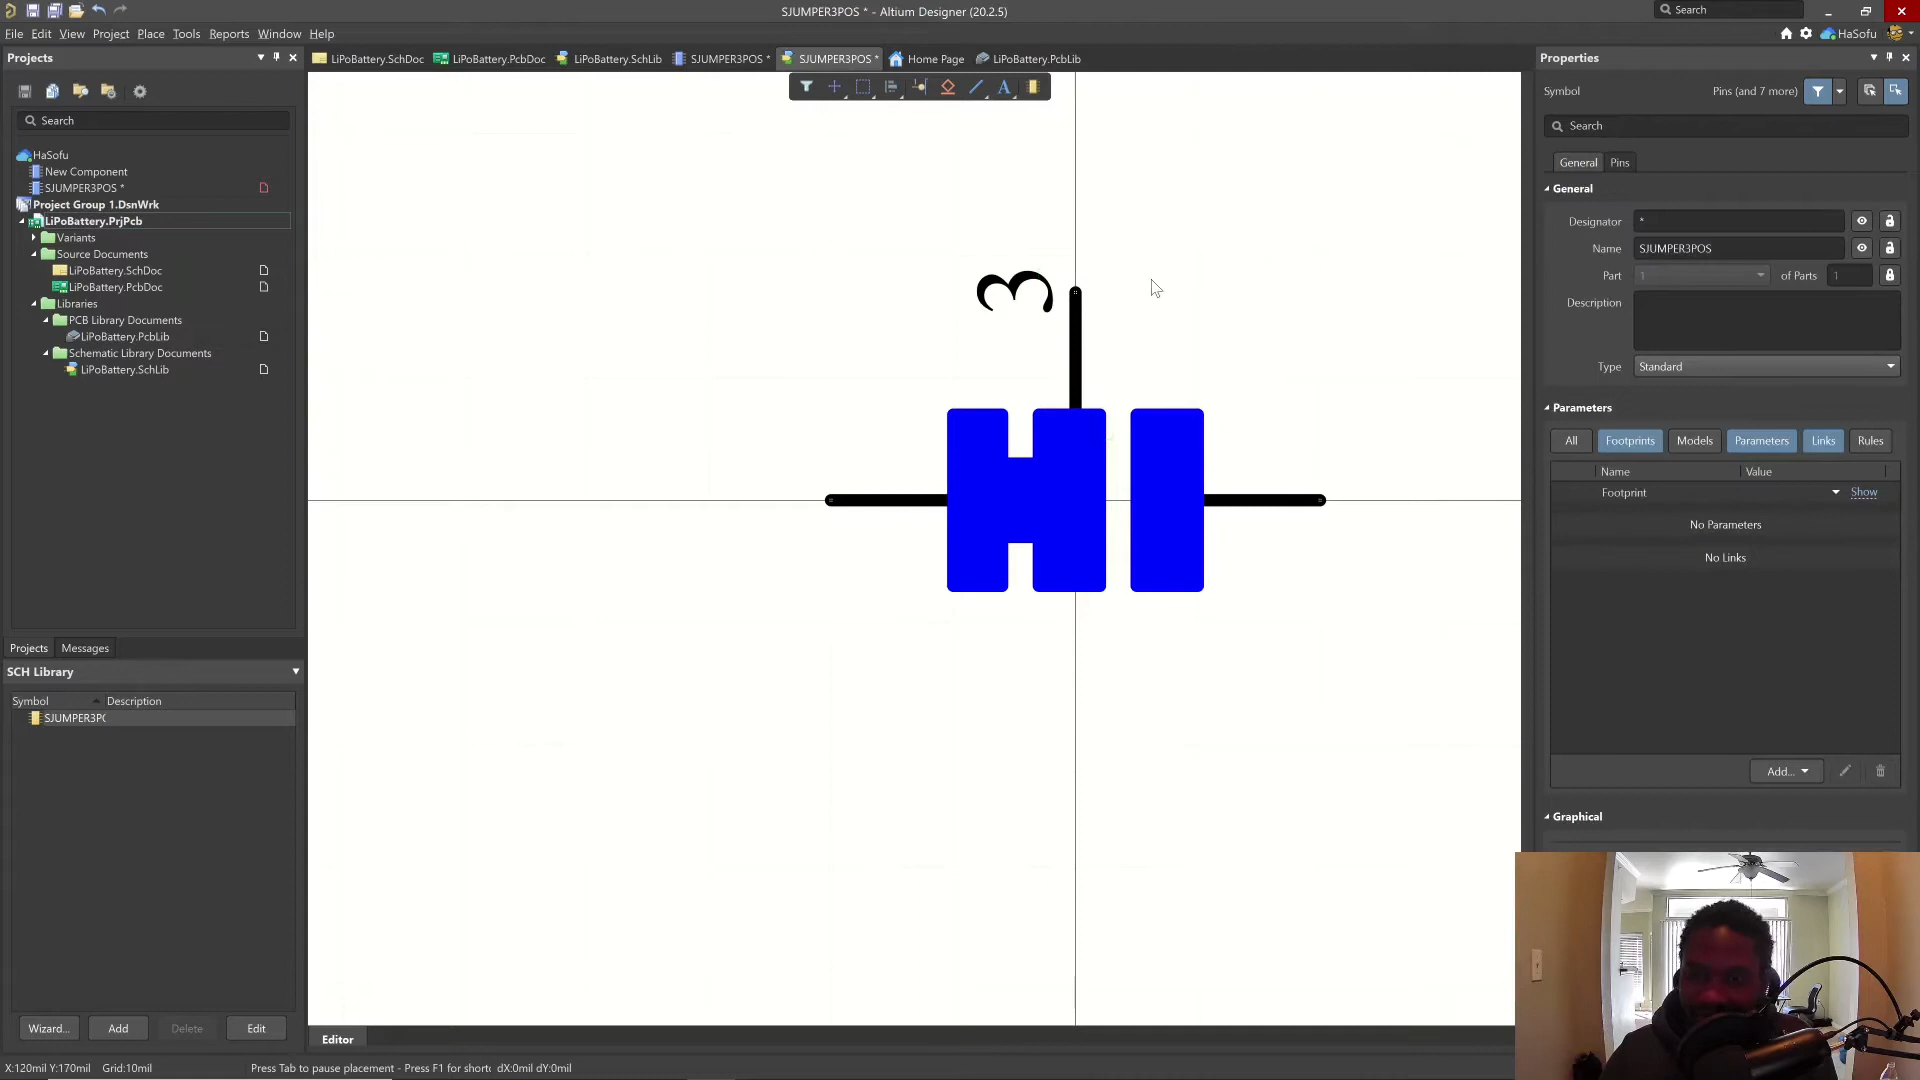 SJUMPER3POS * - Altium Designer (20.2.5)
Search
File Edit View Project Place Tools Reports Window Help
HaSofu
Projects
LiPoBattery.SchDoc LiPoBattery.PcbDoc LiPoBattery.SchLib SJUMPER3POS * SJUMPER3POS * Home Page LiPoBattery.PcbLib
Properties
Symbol Pins (and 7 more)
Search
Search
HaSofu
New Component
SJUMPER3POS *
Project Group 1.DsnWrk
LiPoBattery.PrjPcb
Variants
Source Documents
LiPoBattery.SchDoc
LiPoBattery.PcbDoc
Libraries
PCB Library Documents
LiPoBattery.PcbLib
Schematic Library Documents
LiPoBattery.SchLib
Projects Messages
SCH Library
Symbol Description
SJUMPER3PC
Wizard... Add Delete Edit
3
Editor
General Pins
General
Designator *
Name SJUMPER3POS
Part 1 of Parts 1
Description
Type Standard
Parameters
All Footprints Models Parameters Links Rules
Name Value
Footprint Show
No Parameters
No Links
Add...
Graphical
X:120mil Y:170mil Grid:10mil Press Tab to pause placement - Press F1 for shortc dX:0mil dY:0mil